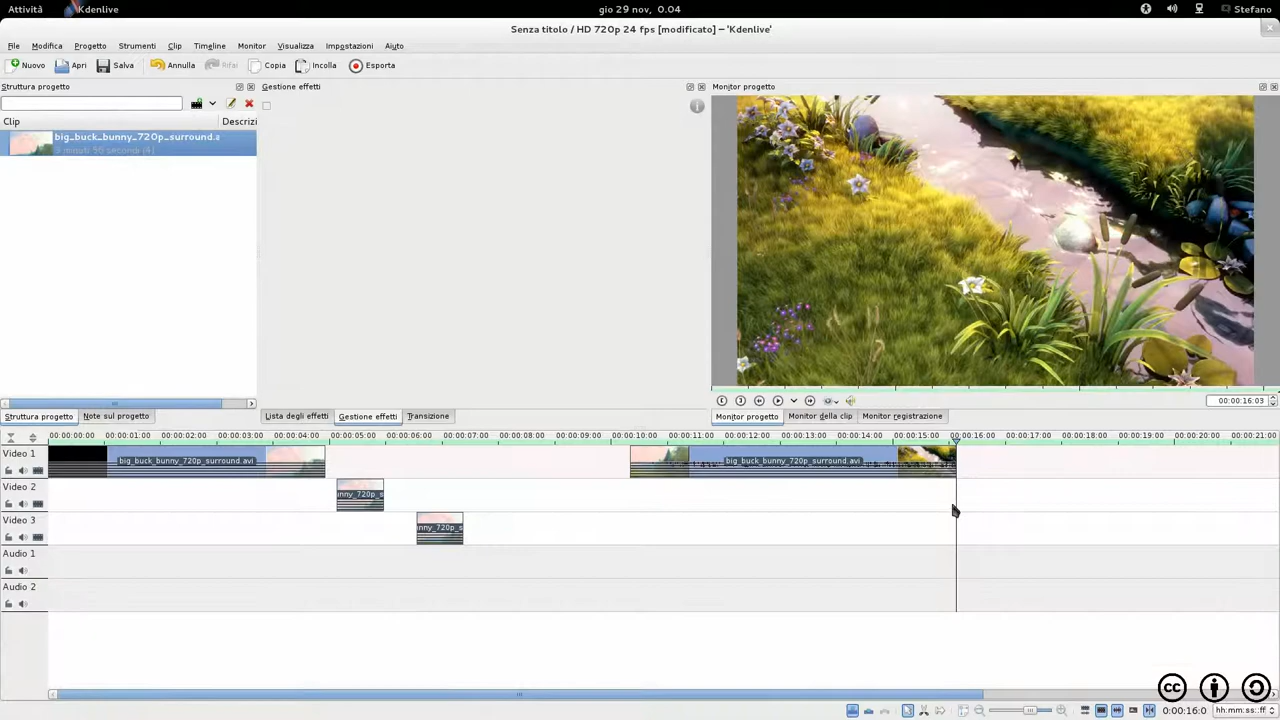 Attività Kdenlive gio 29 nov, 0.04 Stefano
Senza titolo / HD 720p 24 fps [modificato] – 'Kdenlive'
File Modifica Progetto Strumenti Clip Timeline Monitor Visualizza Impostazioni Aiuto
Nuovo Apri Salva Annulla Rifai Copia Incolla Esporta
Struttura progetto Gestione effetti Monitor progetto
Clip Descrizi
big_buck_bunny_720p_surround.a
9 minuti 56 secondi (4)
00:00:16:03
Struttura progetto Note sul progetto Lista degli effetti Gestione effetti Transizione Monitor progetto Monitor della clip Monitor registrazione
00:00:00:00 00:00:01:00 00:00:02:00 00:00:03:00 00:00:04:00 00:00:05:00 00:00:06:00 00:00:07:00 00:00:08:00 00:00:09:00 00:00:10:00 00:00:11:00 00:00:12:00 00:00:13:00 00:00:14:00 00:00:15:00 00:00:16:00 00:00:17:00 00:00:18:00 00:00:19:00 00:00:20:00 00:00:21:00
Video 1 big_buck_bunny_720p_surround.avi big_buck_bunny_720p_surround.avi
Video 2 unny_720p_s
Video 3 nny_720p_s
Audio 1
Audio 2
cc
0:00:16:0 hh:mm:ss::ff